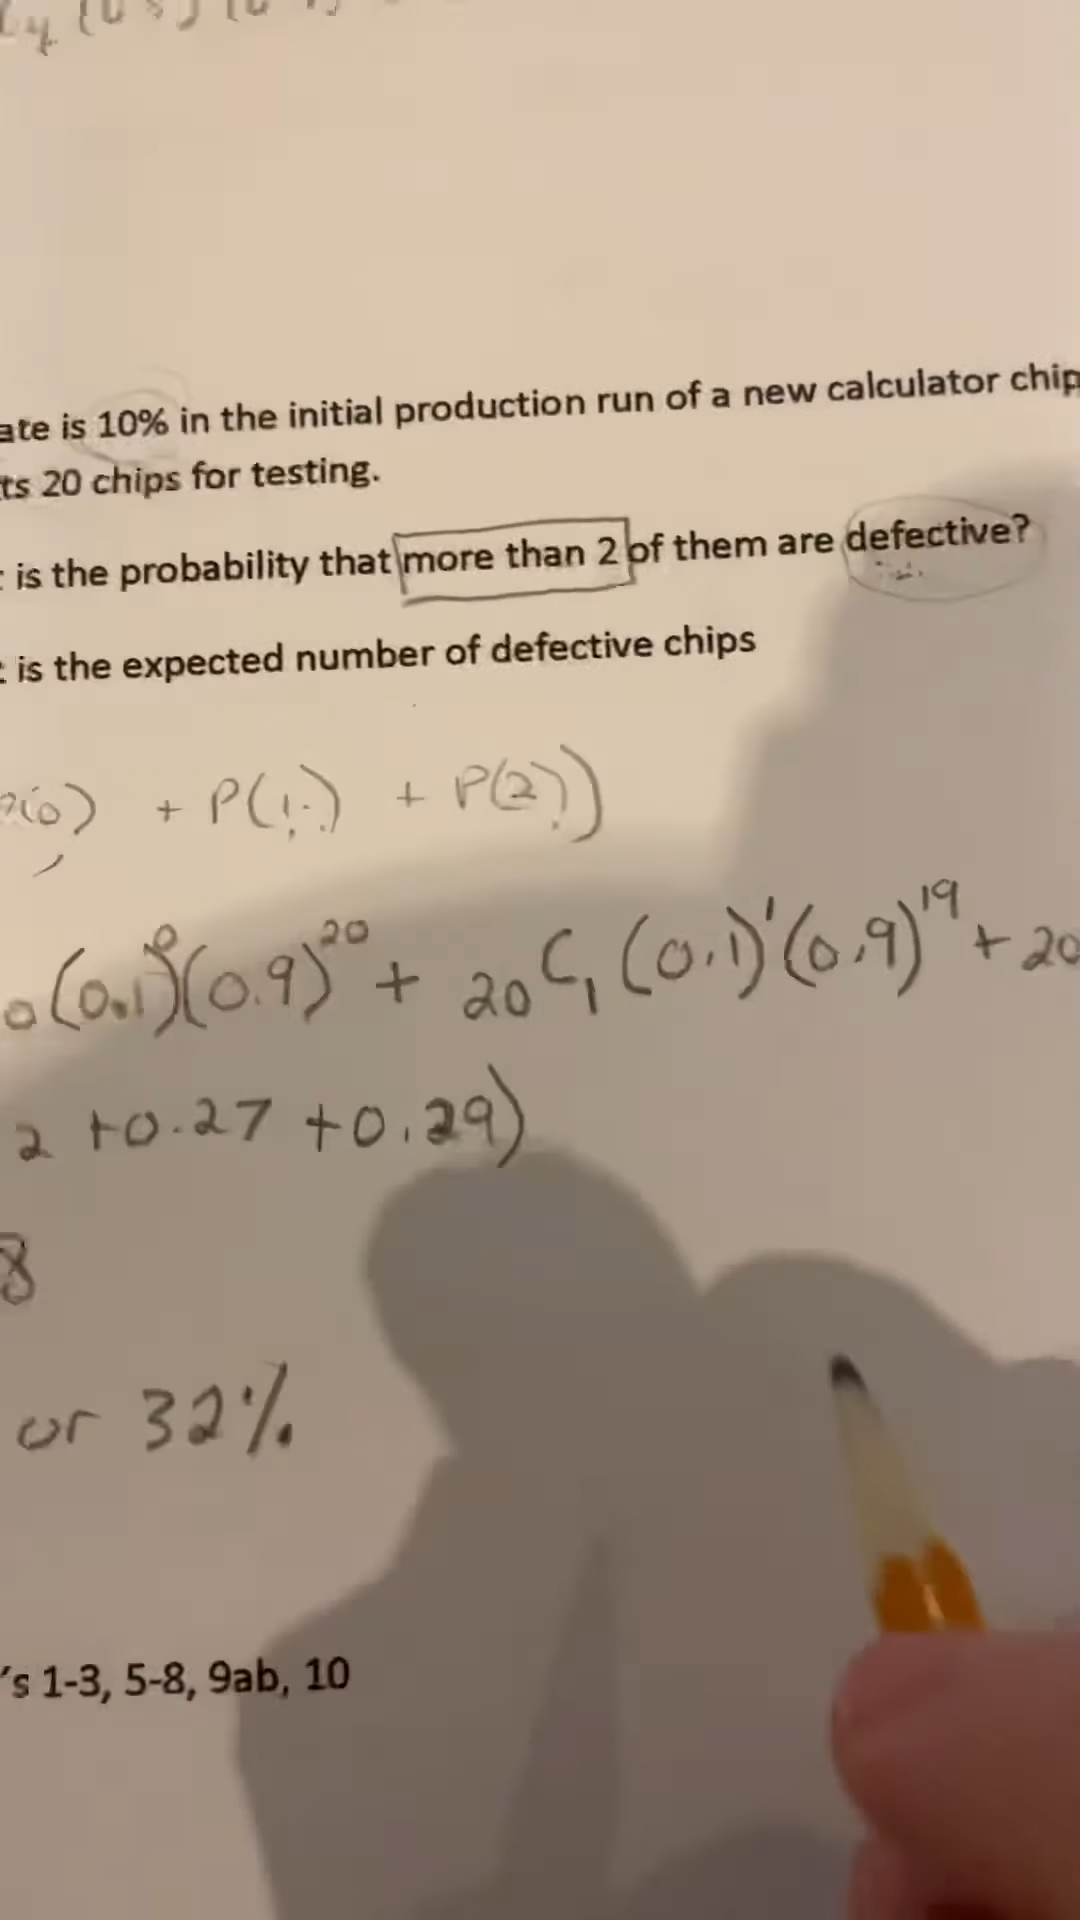 is 10% in the initial production run of a new calculator chip
20 chips for testing.
is the probability that more than 2 of them are defective?
is the expected number of defective chips
+ P(1) + P(2))
(0.1)⁰(0.9)²⁰ + ₂₀C₁ (0.1)¹(0.9)¹⁹ + 20
2 +0.27 +0.29)
8
or 32%
's 1-3, 5-8, 9ab, 10